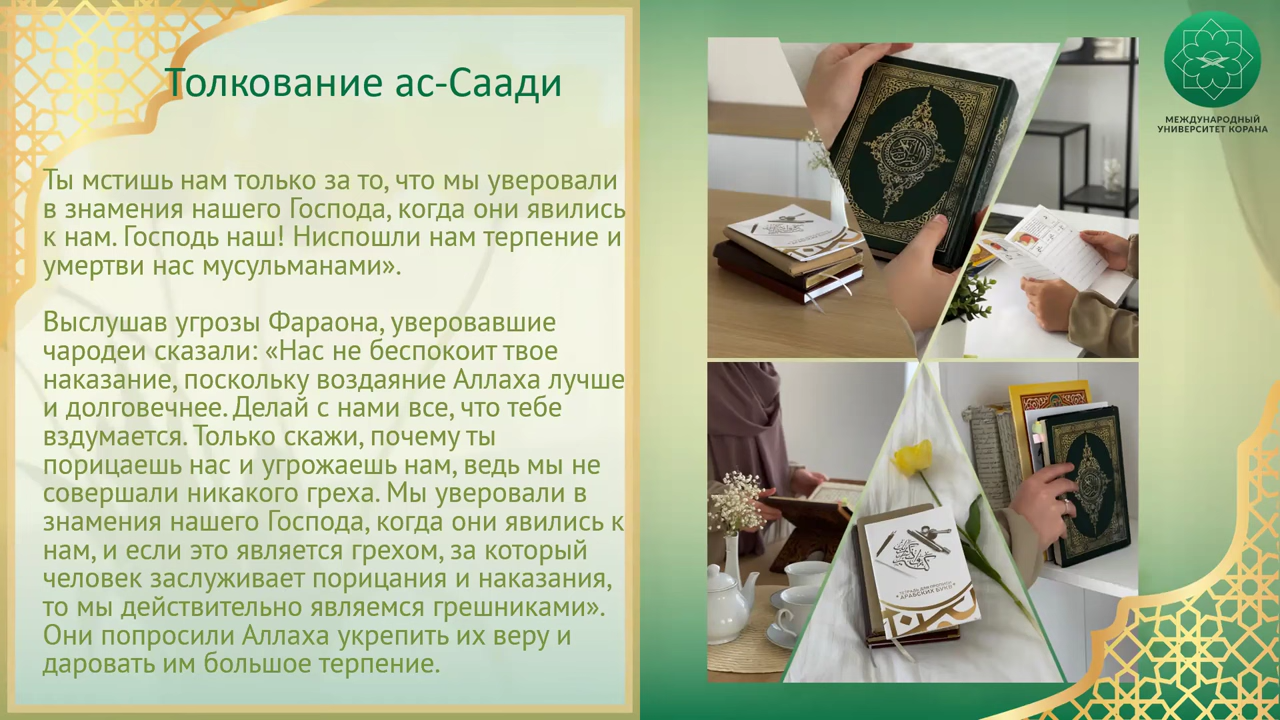 Толкование ас-Саади
Ты мстишь нам только за то, что мы уверовали
в знамения нашего Господа, когда они явились
к нам. Господь наш! Ниспошли нам терпение и
умертви нас мусульманами».
Выслушав угрозы Фараона, уверовавшие
чародеи сказали: «Нас не беспокоит твое
наказание, поскольку воздаяние Аллаха лучше
и долговечнее. Делай с нами все, что тебе
вздумается. Только скажи, почему ты
порицаешь нас и угрожаешь нам, ведь мы не
совершали никакого греха. Мы уверовали в
знамения нашего Господа, когда они явились к
нам, и если это является грехом, за который
человек заслуживает порицания и наказания,
то мы действительно являемся грешниками».
Они попросили Аллаха укрепить их веру и
даровать им большое терпение.
МЕЖДУНАРОДНЫЙ
УНИВЕРСИТЕТ КОРАНА
АРАБСКИХ БУКВ